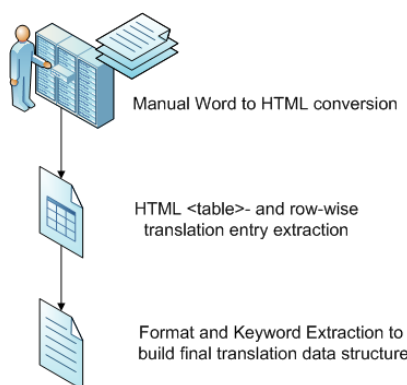 Manual Word to HTML conversion
HTML <table>- and row-wise
translation entry extraction
Format and Keyword Extraction to
build final translation data structure